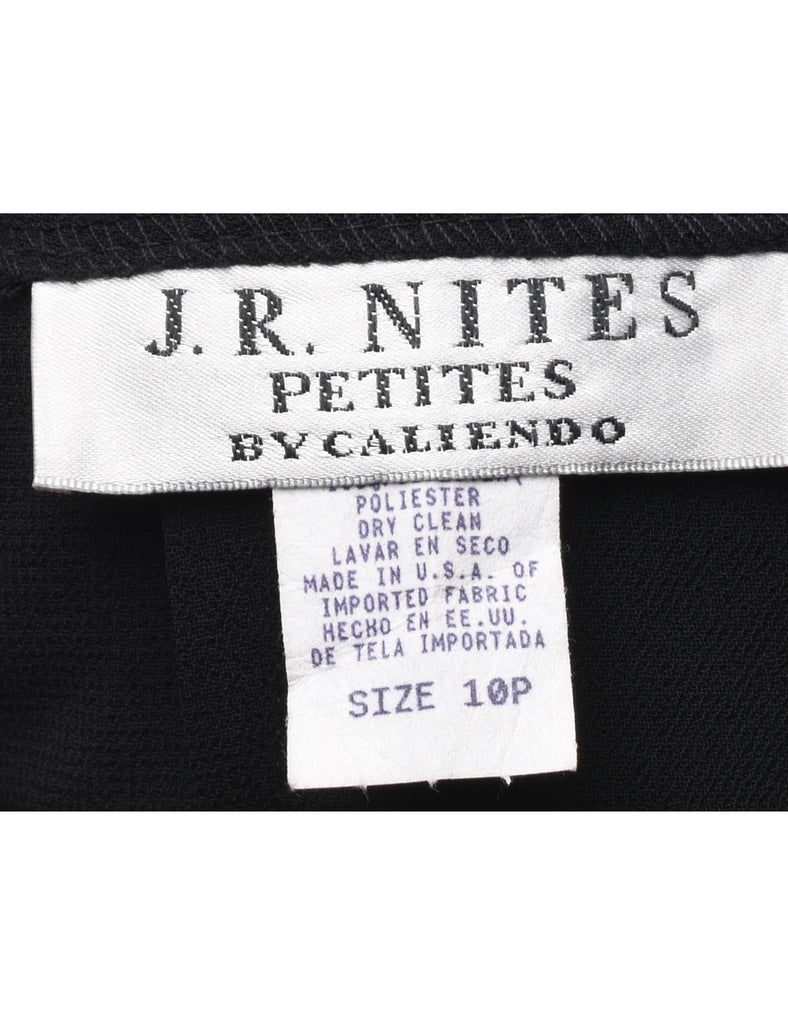 J.R. NITES
PETITES
BY CALIENDO
POLIESTER
DRY CLEAN
LAVAR EN SECO
MADE IN U.S.A. OF
IMPORTED FABRIC
HECHO EN EE.UU.
DE TELA IMPORTADA
SIZE 10P